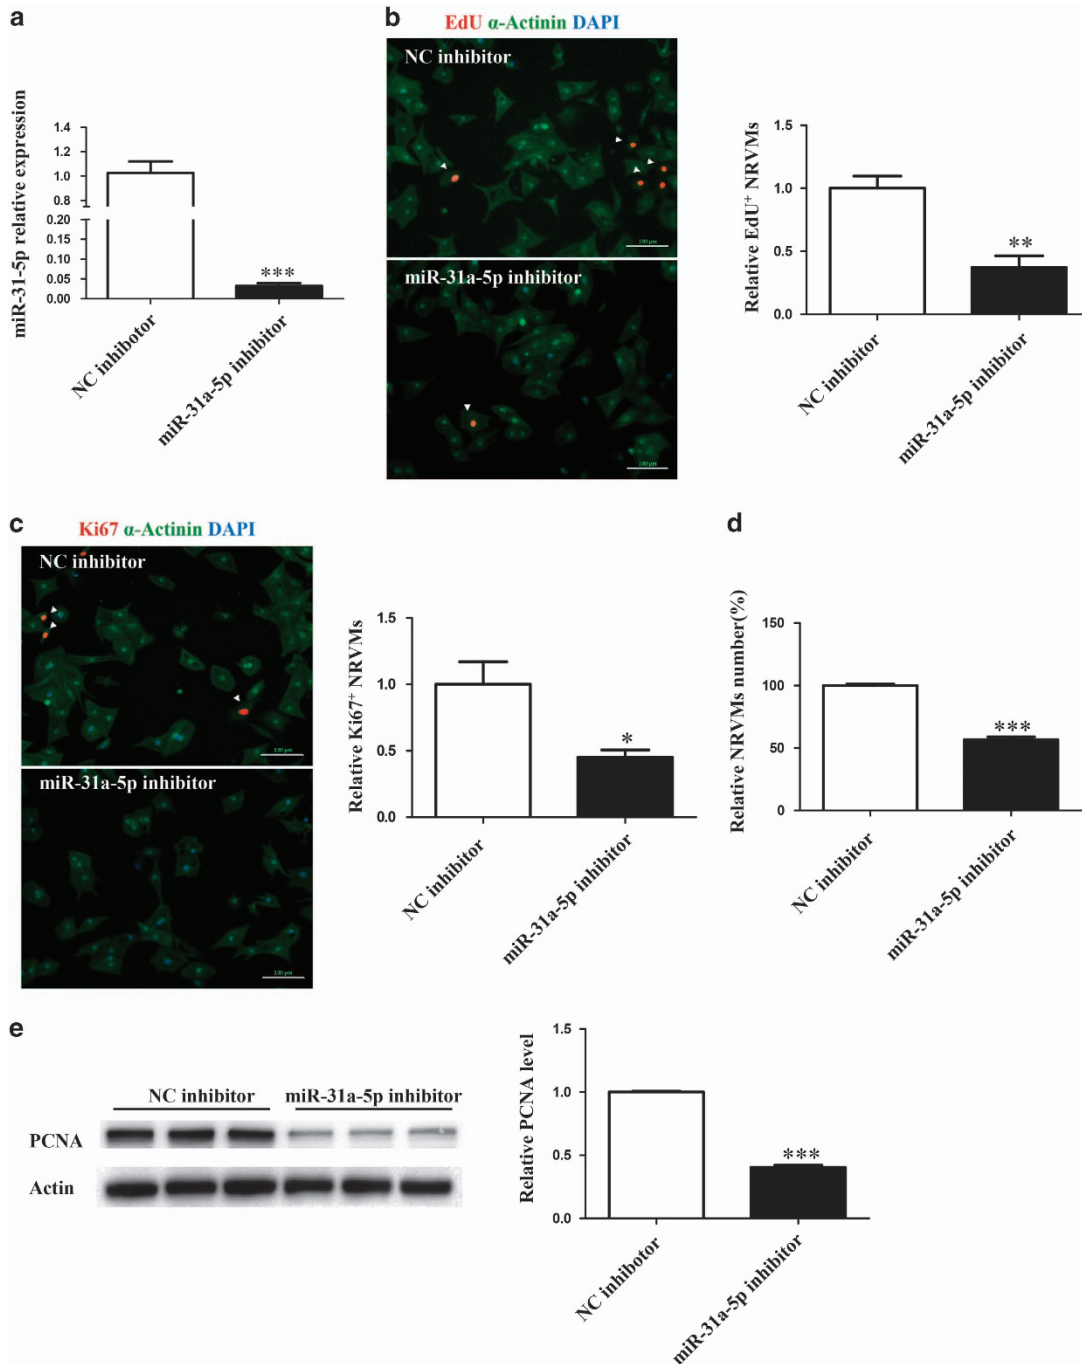 a
miR-31-5p relative expression
1.4
1.2
1.0
0.8
0.20
0.15
0.10
0.05
0.00
***
NC inhibotor
miR-31a-5p inhibitor
b
EdU α-Actinin DAPI
NC inhibitor
miR-31a-5p inhibitor
Relative EdU⁺ NRVMs
1.5
1.0
0.5
0.0
**
NC inhibitor
miR-31a-5p inhibitor
c
Ki67 α-Actinin DAPI
NC inhibitor
miR-31a-5p inhibitor
Relative Ki67⁺ NRVMs
1.5
1.0
0.5
0.0
*
NC inhibitor
miR-31a-5p inhibitor
d
Relative NRVMs number(%)
150
100
50
0
***
NC inhibitor
miR-31a-5p inhibitor
e
NC inhibitor miR-31a-5p inhibitor
PCNA
Actin
Relative PCNA level
1.5
1.0
0.5
0.0
***
NC inhibotor
miR-31a-5p inhibitor